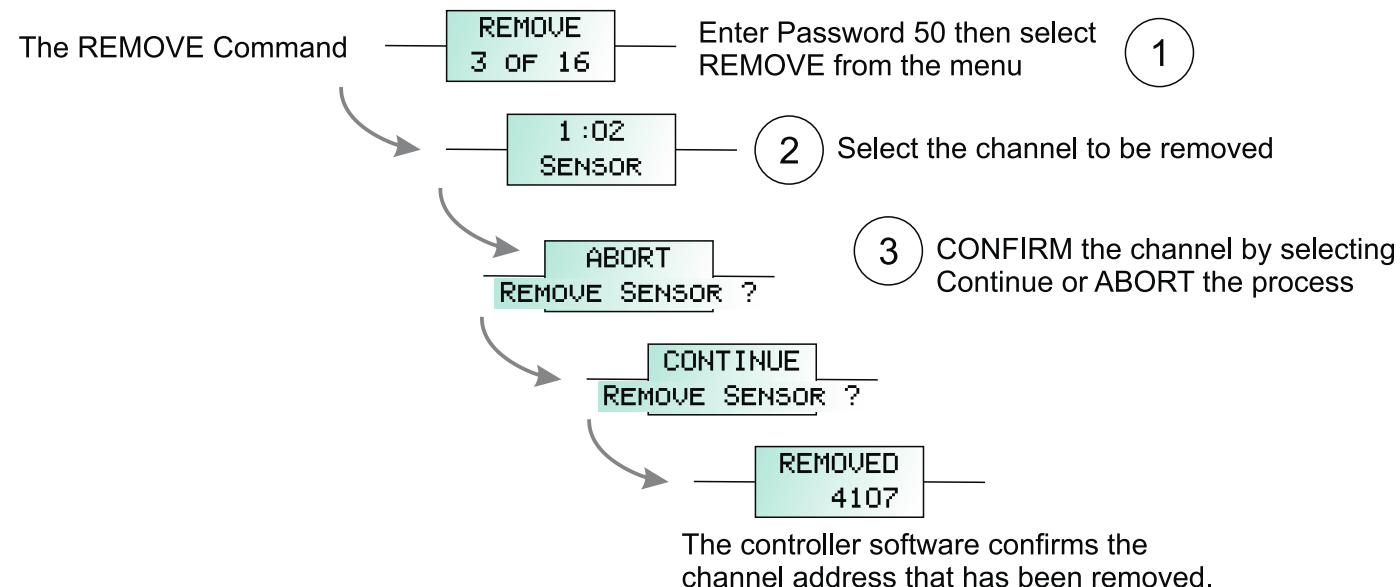 The REMOVE Command
REMOVE
3 OF 16
Enter Password 50 then select
REMOVE from the menu
1
1:02
SENSOR
2
Select the channel to be removed
ABORT
REMOVE SENSOR ?
3
CONFIRM the channel by selecting
Continue or ABORT the process
CONTINUE
REMOVE SENSOR ?
REMOVED
4107
The controller software confirms the
channel address that has been removed.